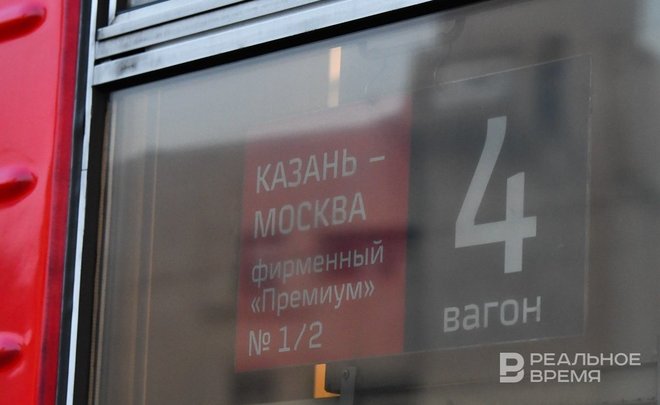 КАЗАНЬ –
МОСКВА
фирменный
«Премиум»
№ 1/2
4
вагон
РЕАЛЬНОЕ
ВРЕМЯ